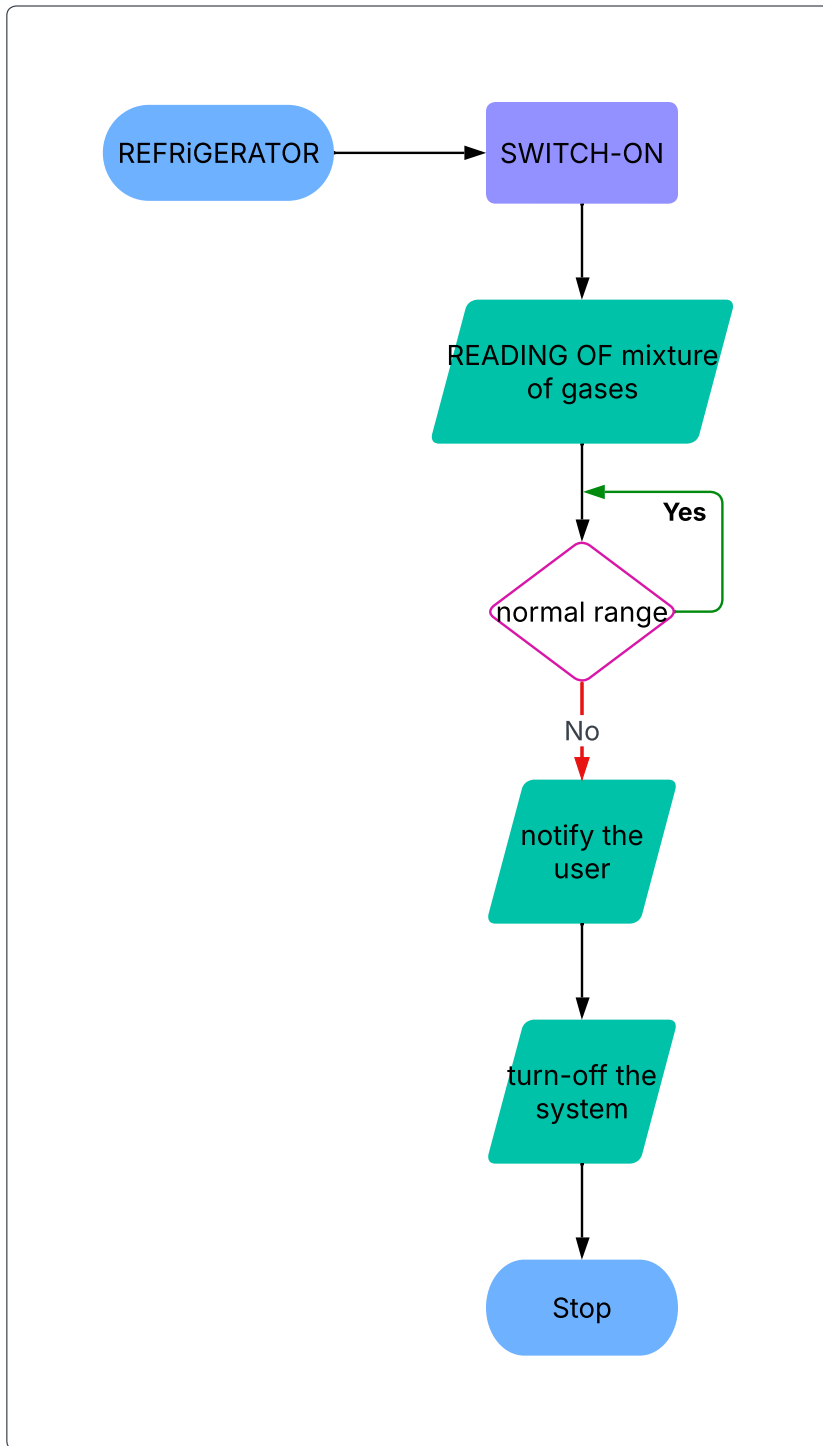 REFRiGERATOR
SWITCH-ON
READING OF mixture
of gases
Yes
normal range
No
notify the
user
turn-off the
system
Stop